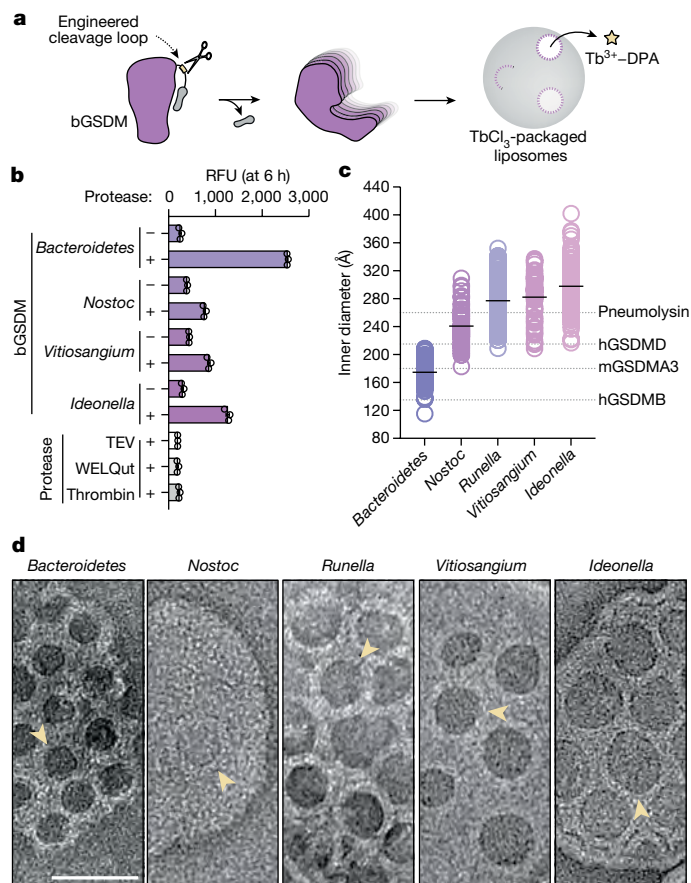 a
Engineered
cleavage loop
bGSDM
Tb³⁺–DPA
TbCl₃-packaged
liposomes
b
RFU (at 6 h)
Protease: 0 1,000 2,000 3,000
bGSDM
Bacteroidetes
−
+
Nostoc
−
+
Vitiosangium
−
+
Ideonella
−
+
Protease
TEV +
WELQut +
Thrombin +
c
Inner diameter (Å)
440
400
360
320
280
240
200
160
120
80
Pneumolysin
hGSDMD
mGSDMA3
hGSDMB
Bacteroidetes
Nostoc
Runella
Vitiosangium
Ideonella
d
Bacteroidetes Nostoc Runella Vitiosangium Ideonella